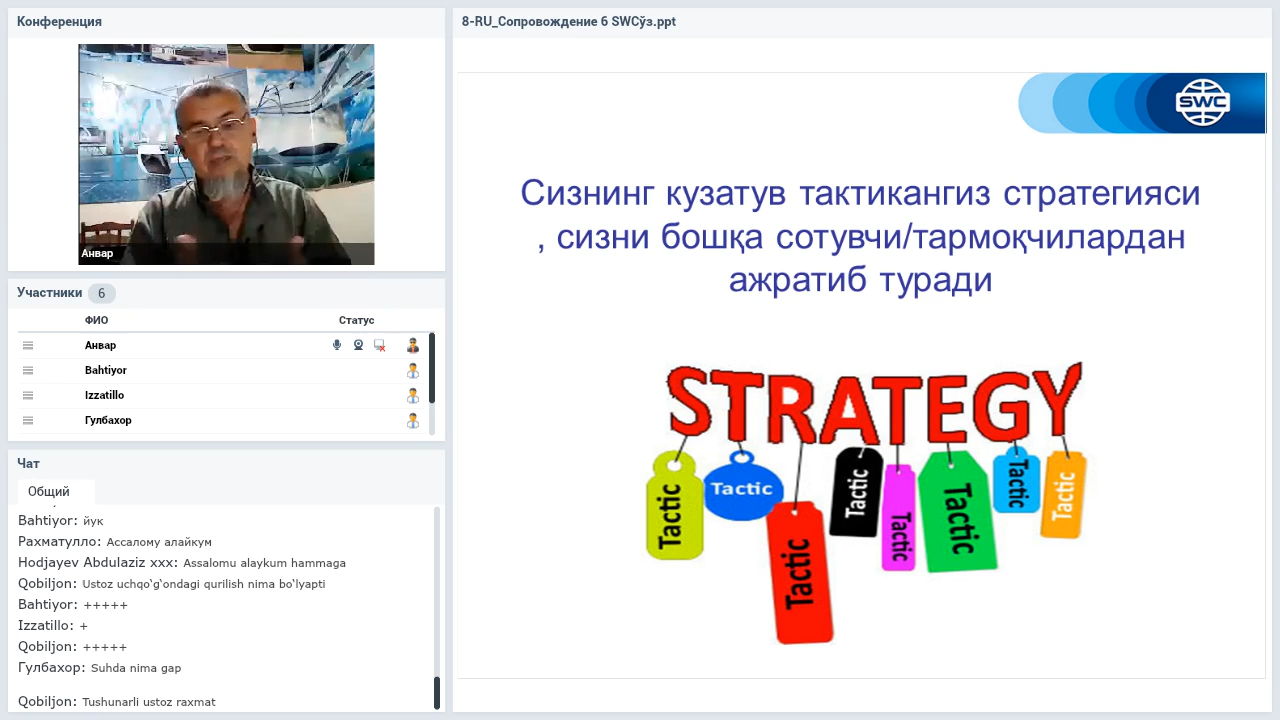 Конференция
Анвар
Участники 6
ФИО Статус
Анвар
Bahtiyor
Izzatillo
Гулбахор
Чат
Общий
Bahtiyor: йук
Рахматулло: Ассалому алайкум
Hodjayev Abdulaziz xxx: Assalomu alaykum hammaga
Qobiljon: Ustoz uchqo‘g‘ondagi qurilish nima bo‘lyapti
Bahtiyor: +++++
Izzatillo: +
Qobiljon: +++++
Гулбахор: Suhda nima gap
Qobiljon: Tushunarli ustoz raxmat
8-RU_Сопровождение 6 SWCўз.ppt
SWC
Сизнинг кузатув тактикангиз стратегияси
, сизни бошқа сотувчи/тармоқчилардан
ажратиб туради
STRATEGY
Tactic
Tactic
Tactic
Tactic
Tactic
Tactic
Tactic
Tactic